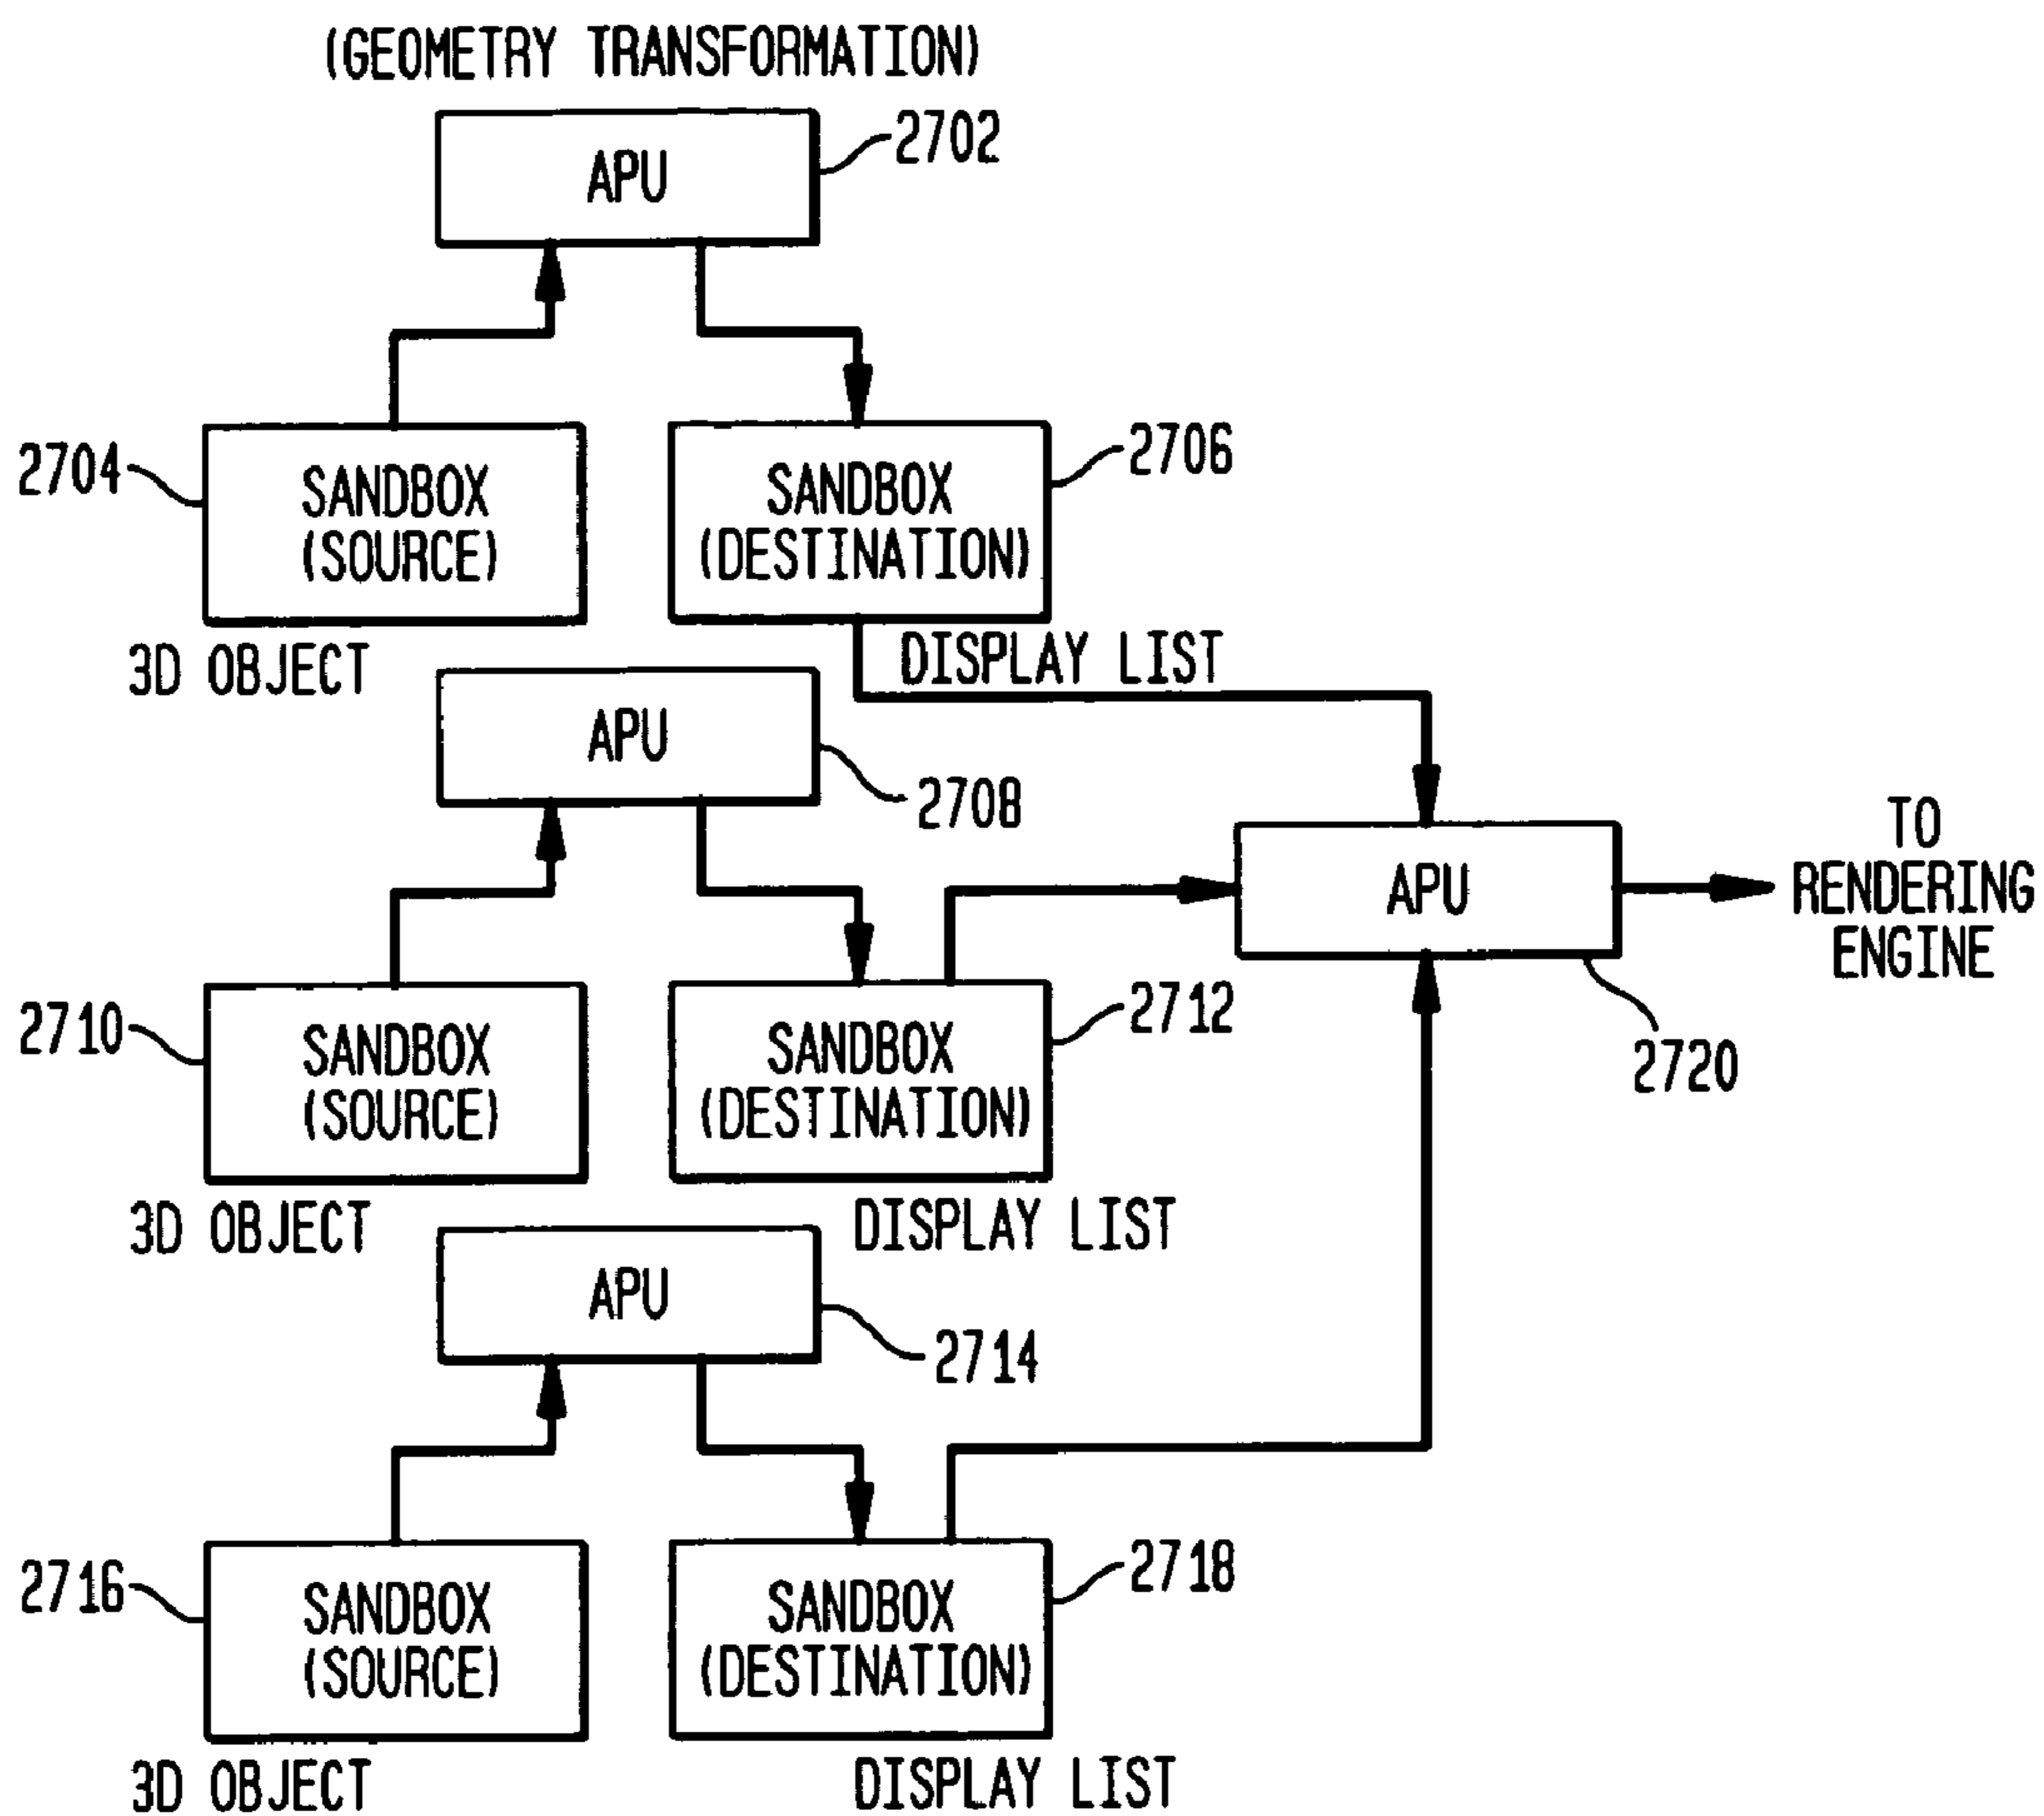 (GEOMETRY TRANSFORMATION)
APU
2702
2704
SANDBOX
(SOURCE)
3D OBJECT
SANDBOX
(DESTINATION)
2706
DISPLAY LIST
APU
2708
2710
SANDBOX
(SOURCE)
3D OBJECT
SANDBOX
(DESTINATION)
2712
DISPLAY LIST
APU
2720
TO
RENDERING
ENGINE
APU
2714
2716
SANDBOX
(SOURCE)
3D OBJECT
SANDBOX
(DESTINATION)
2718
DISPLAY LIST